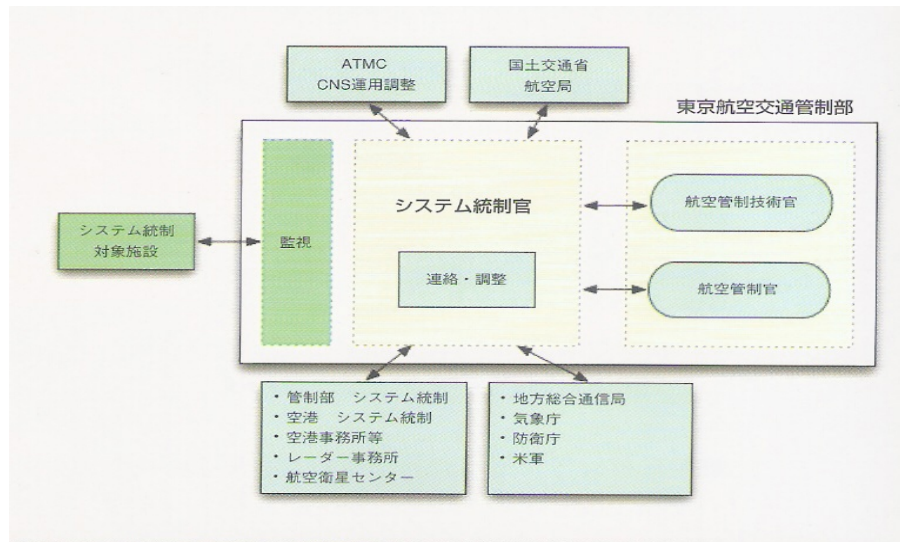 ATMC
CNS運用調整
国土交通省
航空局
東京航空交通管制部
システム統制
対象施設
監視
システム統制官
連絡・調整
航空管制技術官
航空管制官
・管制部　システム統制
・空港　システム統制
・空港事務所等
・レーダー事務所
・航空衛星センター
・地方総合通信局
・気象庁
・防衛庁
・米軍